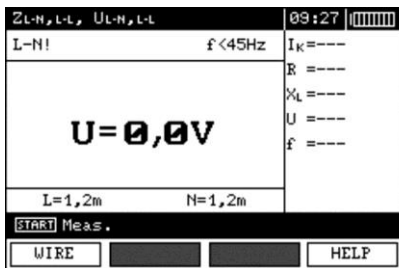 ZL-N,L-L, UL-N,L-L 09:27
L-N! f<45Hz
IK=---
R =---
XL=---
U =---
f =---
U=0,0V
L=1,2m N=1,2m
START Meas.
WIRE HELP